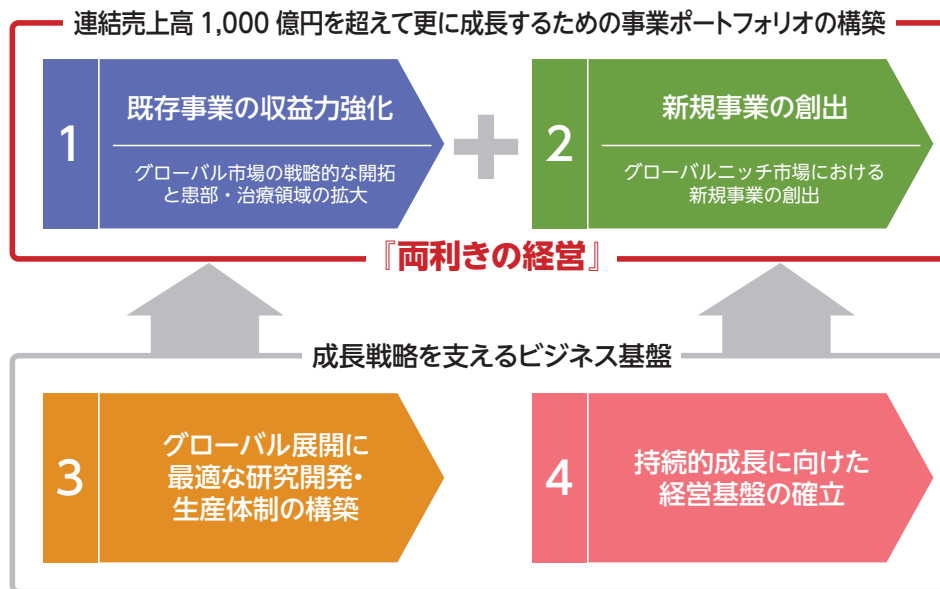 連結売上高 1,000 億円を超えて更に成長するための事業ポートフォリオの構築
1
既存事業の収益力強化
グローバル市場の戦略的な開拓
と患部・治療領域の拡大
2
新規事業の創出
グローバルニッチ市場における
新規事業の創出
『両利きの経営』
成長戦略を支えるビジネス基盤
3
グローバル展開に
最適な研究開発・
生産体制の構築
4
持続的成長に向けた
経営基盤の確立